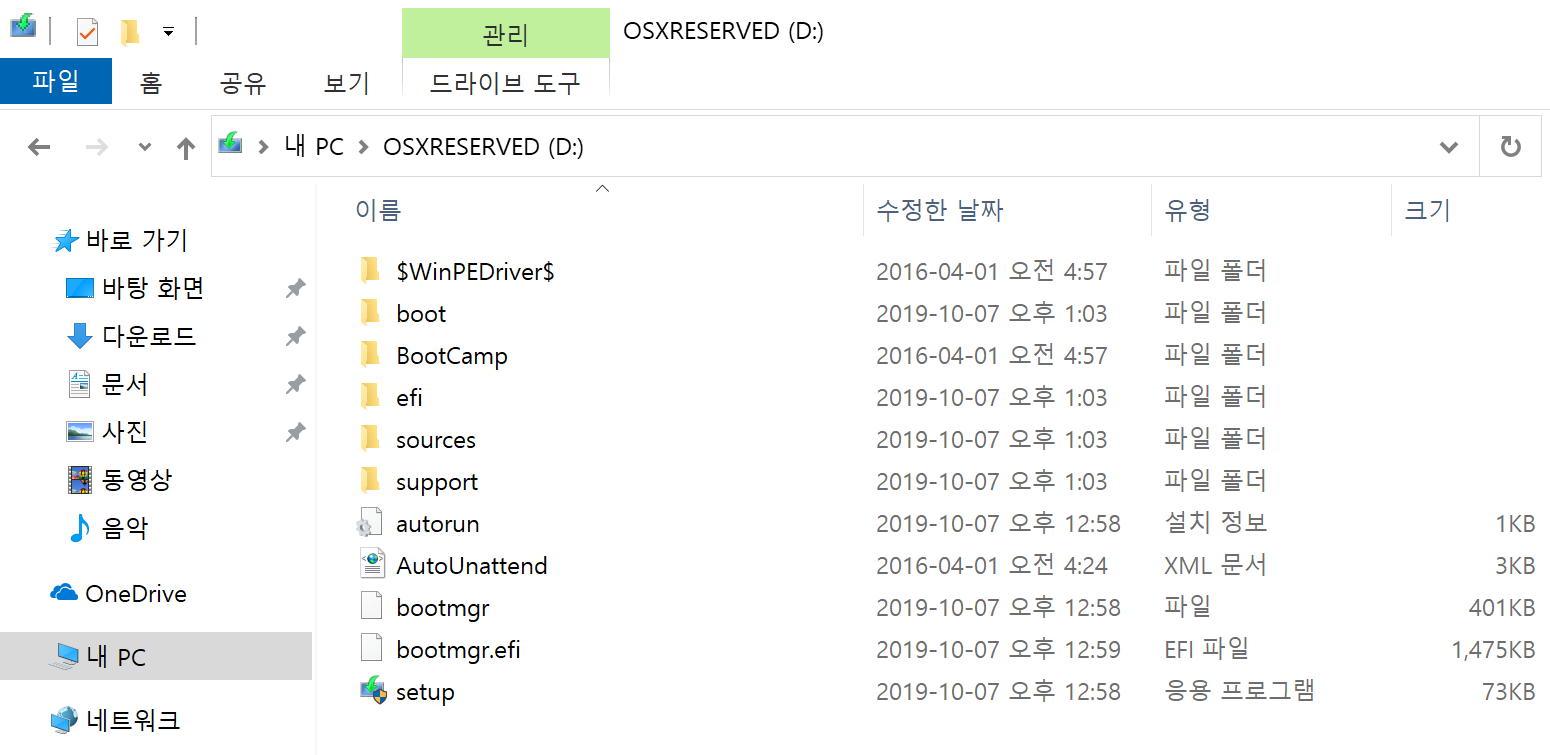 관리
OSXRESERVED (D:)
파일
홈
공유
보기
드라이브 도구
내 PC
OSXRESERVED (D:)
바로 가기
바탕 화면
다운로드
문서
사진
동영상
음악
OneDrive
내 PC
네트워크
이름 수정한 날짜 유형 크기
$WinPEDriver$ 2016-04-01 오전 4:57 파일 폴더
boot 2019-10-07 오후 1:03 파일 폴더
BootCamp 2016-04-01 오전 4:57 파일 폴더
efi 2019-10-07 오후 1:03 파일 폴더
sources 2019-10-07 오후 1:03 파일 폴더
support 2019-10-07 오후 1:03 파일 폴더
autorun 2019-10-07 오후 12:58 설치 정보 1KB
AutoUnattend 2016-04-01 오전 4:24 XML 문서 3KB
bootmgr 2019-10-07 오후 12:58 파일 401KB
bootmgr.efi 2019-10-07 오후 12:59 EFI 파일 1,475KB
setup 2019-10-07 오후 12:58 응용 프로그램 73KB